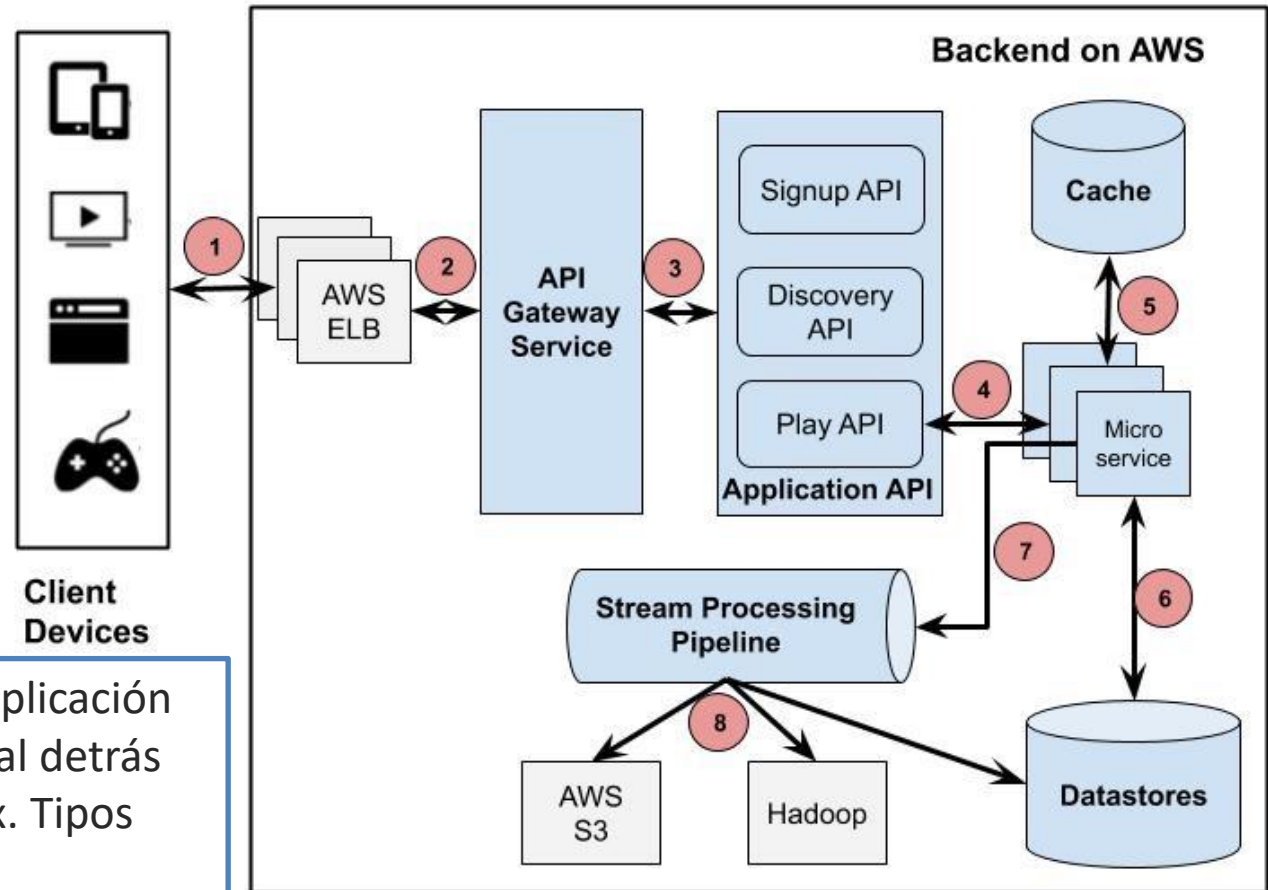 Backend on AWS
Client
Devices
1
AWS
ELB
2
API
Gateway
Service
3
Signup API
Discovery
API
Play API
Application API
4
Micro
service
5
Cache
6
Datastores
7
Stream Processing
Pipeline
8
AWS
S3
Hadoop
plicación
al detrás
x. Tipos